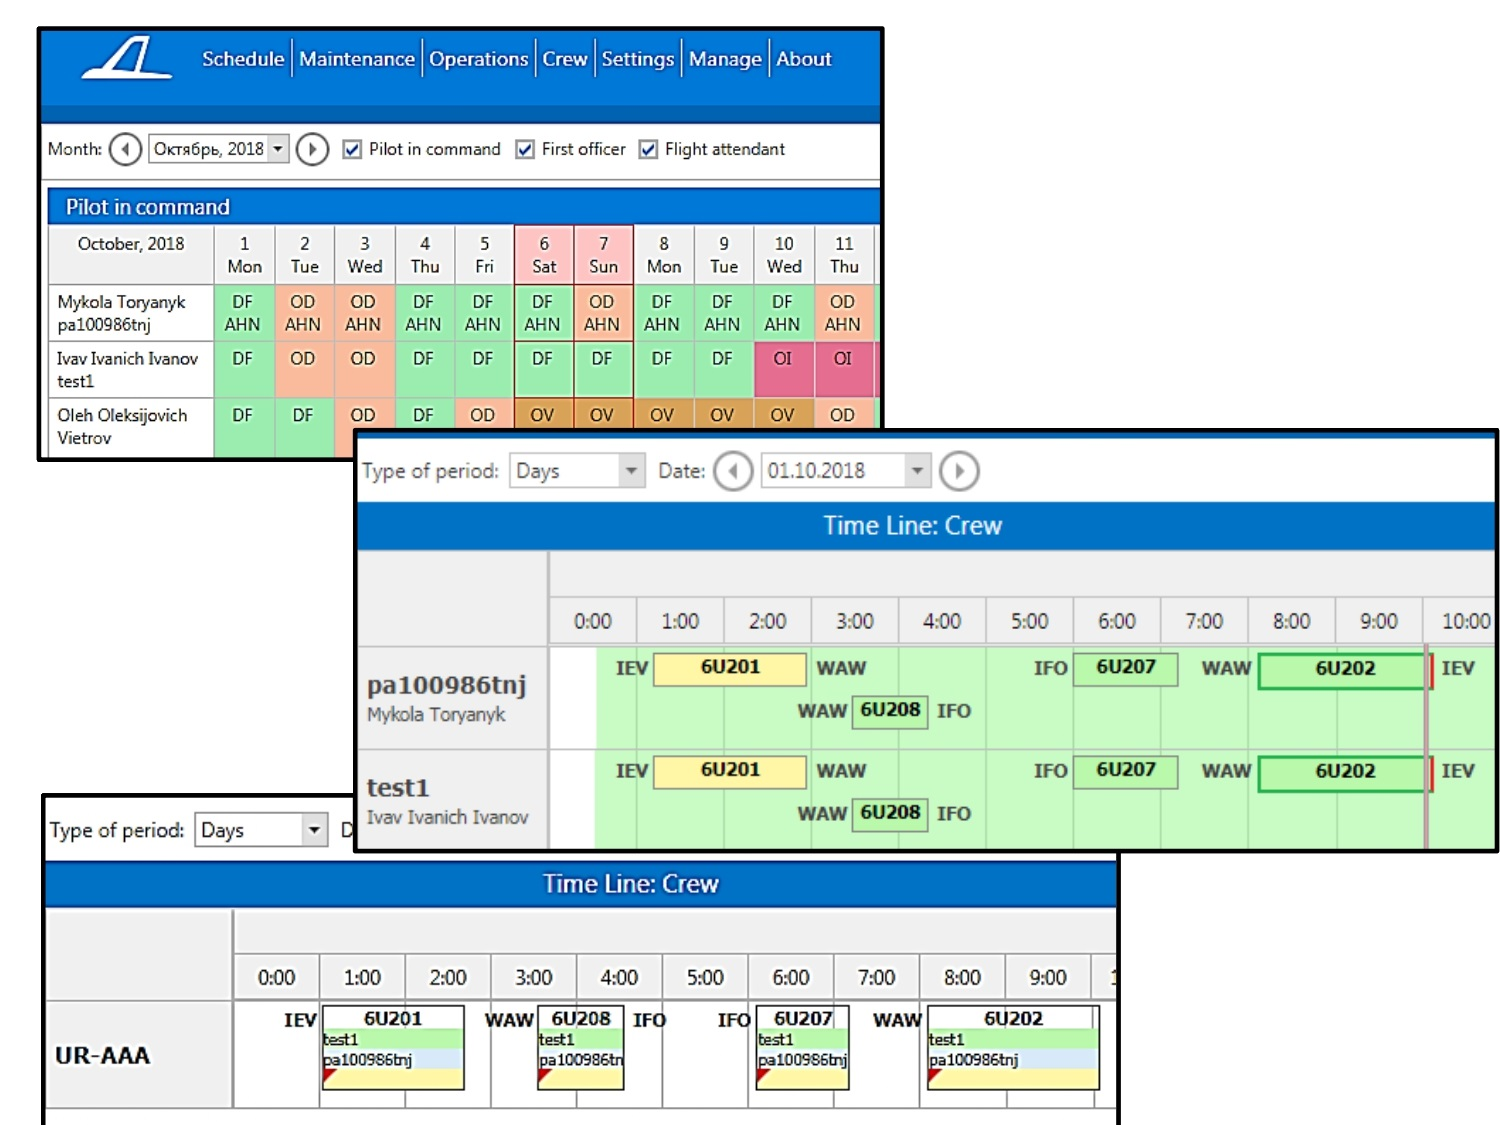 Schedule Maintenance Operations Crew Settings Manage About
Month: Октябрь, 2018 Pilot in command First officer Flight attendant
Pilot in command
October, 2018 1 2 3 4 5 6 7 8 9 10 11
Mon Tue Wed Thu Fri Sat Sun Mon Tue Wed Thu
Mykola Toryanyk DF OD OD DF DF DF OD DF DF DF OD
pa100986tnj AHN AHN AHN AHN AHN AHN AHN AHN AHN AHN AHN
Ivav Ivanich Ivanov DF OD OD DF DF DF DF DF DF OI OI
test1
Oleh Oleksijovich DF DF OD DF OD OV OV OV OV OV OD
Vietrov
Type of period: Days Date: 01.10.2018
Time Line: Crew
0:00 1:00 2:00 3:00 4:00 5:00 6:00 7:00 8:00 9:00 10:00
IEV 6U201 WAW IFO 6U207 WAW 6U202 IEV
pa100986tnj
Mykola Toryanyk WAW 6U208 IFO
IEV 6U201 WAW IFO 6U207 WAW 6U202 IEV
test1
Ivav Ivanich Ivanov WAW 6U208 IFO
Type of period: Days D
Time Line: Crew
0:00 1:00 2:00 3:00 4:00 5:00 6:00 7:00 8:00 9:00
IEV 6U201 WAW 6U208 IFO IFO 6U207 WAW 6U202
test1 test1 test1 test1
UR-AAA pa100986tnj pa100986tn pa100986tnj pa100986tnj